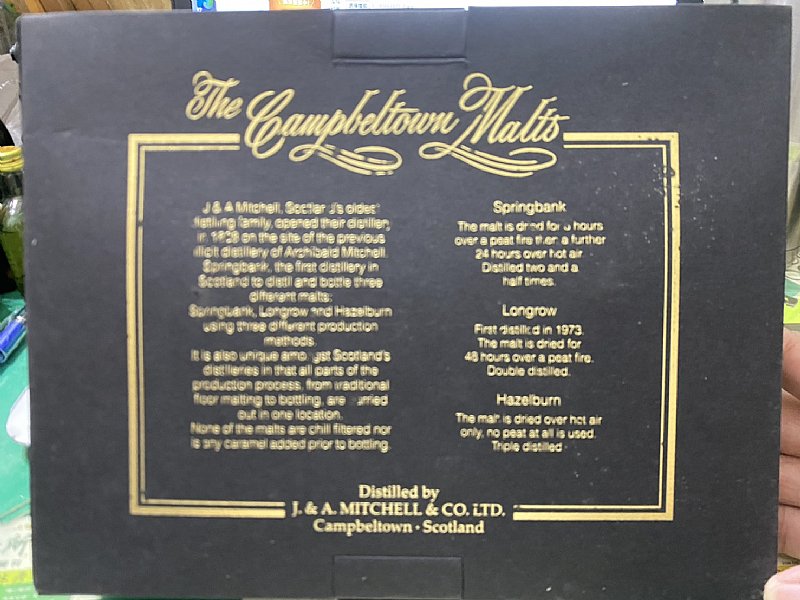 The Campbeltown Malts
J & A Mitchell, Scotland's oldest
distilling family, opened their distillery
in 1828 on the site of the previous
illicit distillery of Archibald Mitchell.
Springbank, the first distillery in
Scotland to distil and bottle three
different malts;
Springbank, Longrow and Hazelburn
using three different production
methods.
It is also unique amongst Scotland's
distilleries in that all parts of the
production process, from traditional
floor malting to bottling, are carried
out in one location.
None of the malts are chill filtered nor
is any caramel added prior to bottling.
Springbank
The malt is dried for 6 hours
over a peat fire then a further
24 hours over hot air.
Distilled two and a
half times.
Longrow
First distilled in 1973.
The malt is dried for
48 hours over a peat fire.
Double distilled.
Hazelburn
The malt is dried over hot air
only, no peat at all is used.
Triple distilled
Distilled by
J. & A. MITCHELL & CO. LTD.
Campbeltown · Scotland